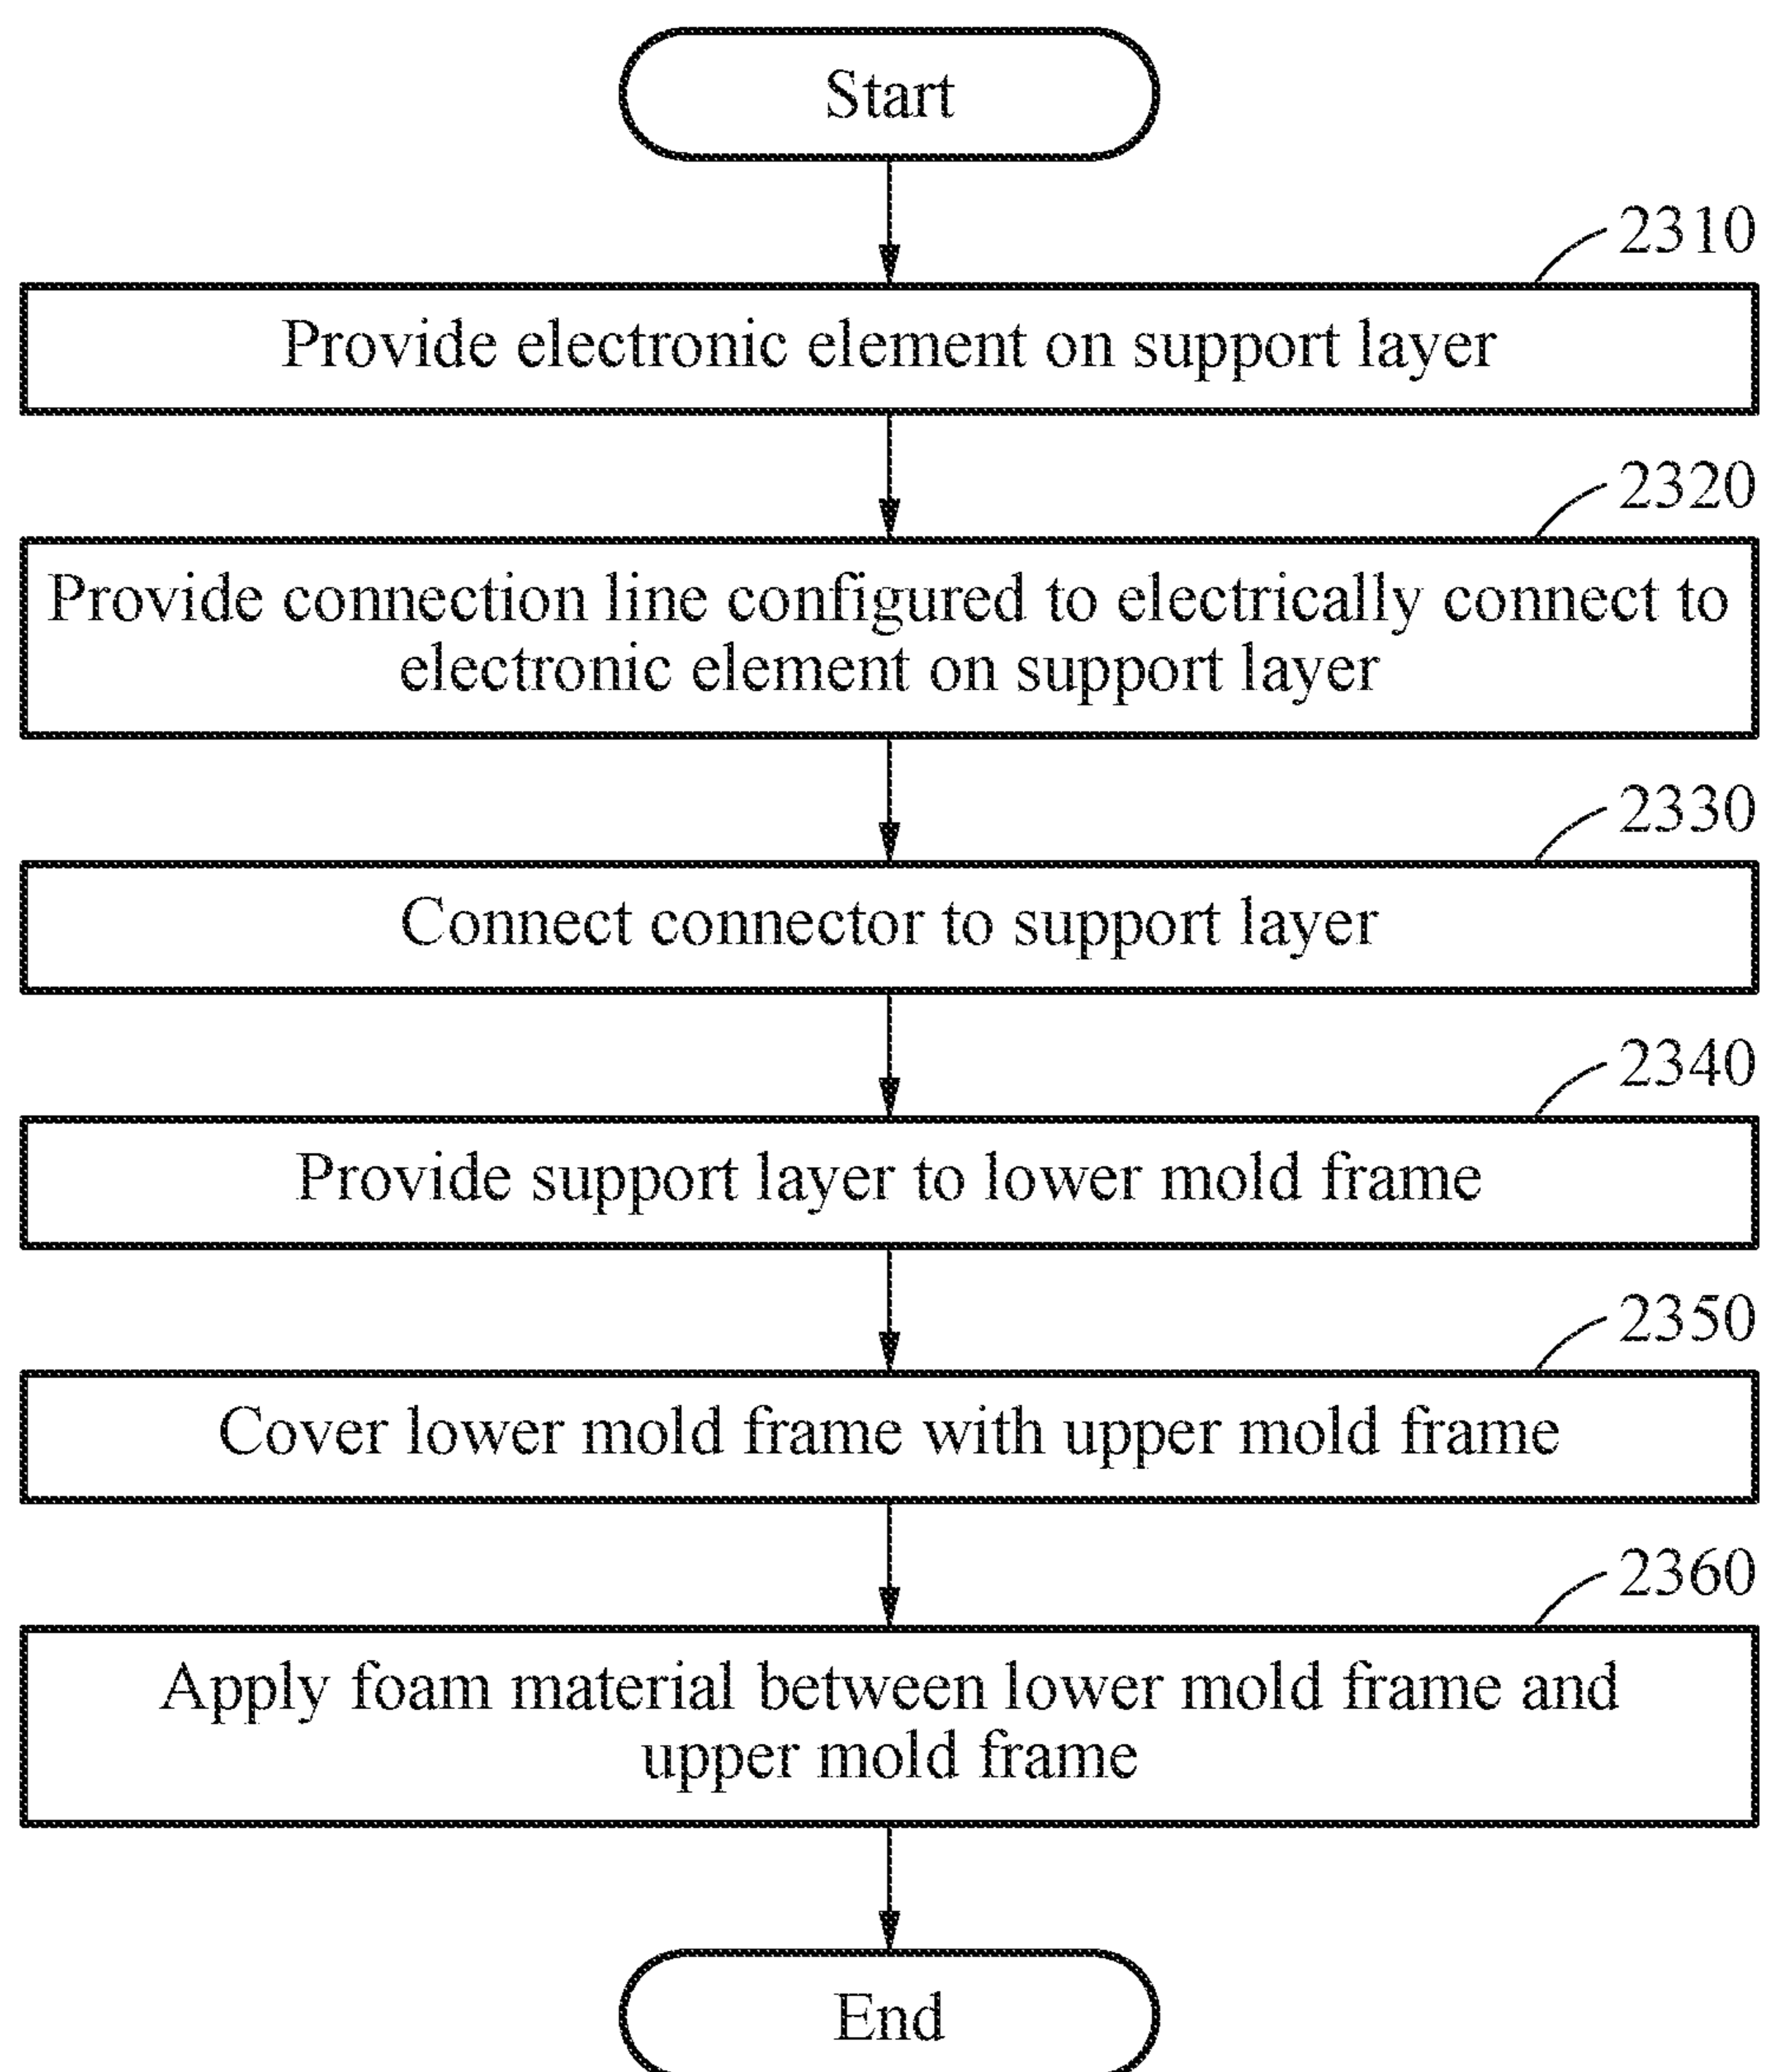 Start
2310
Provide electronic element on support layer
2320
Provide connection line configured to electrically connect to
electronic element on support layer
2330
Connect connector to support layer
2340
Provide support layer to lower mold frame
2350
Cover lower mold frame with upper mold frame
2360
Apply foam material between lower mold frame and
upper mold frame
End